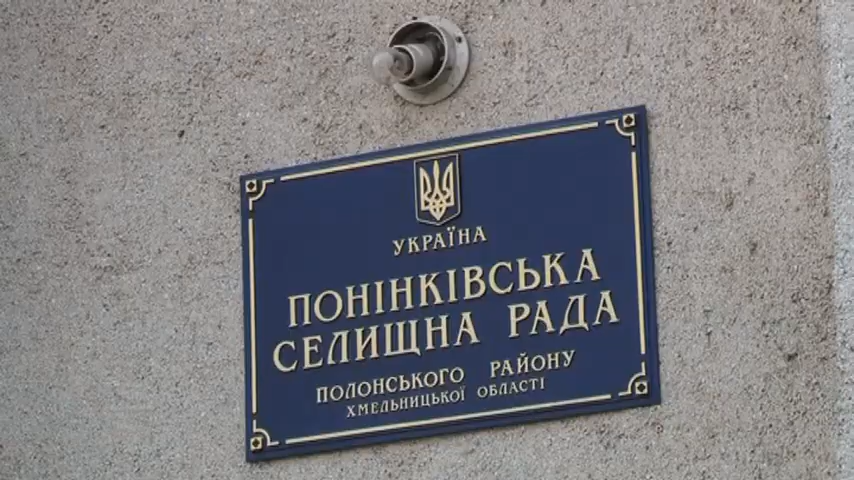 УКРАЇНА
ПОНІНКІВСЬКА
СЕЛИЩНА РАДА
ПОЛОНСЬКОГО РАЙОНУ
ХМЕЛЬНИЦЬКОЇ ОБЛАСТІ